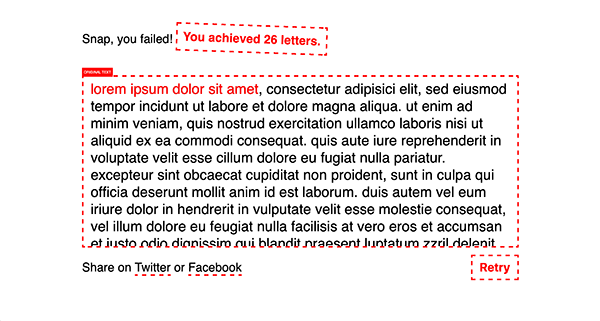 Snap, you failed! You achieved 26 letters.
ORIGINAL TEXT
lorem ipsum dolor sit amet, consectetur adipisici elit, sed eiusmod
tempor incidunt ut labore et dolore magna aliqua. ut enim ad
minim veniam, quis nostrud exercitation ullamco laboris nisi ut
aliquid ex ea commodi consequat. quis aute iure reprehenderit in
voluptate velit esse cillum dolore eu fugiat nulla pariatur.
excepteur sint obcaecat cupiditat non proident, sunt in culpa qui
officia deserunt mollit anim id est laborum. duis autem vel eum
iriure dolor in hendrerit in vulputate velit esse molestie consequat,
vel illum dolore eu feugiat nulla facilisis at vero eros et accumsan
et iusto odio dignissim qui blandit praesent luptatum zzril delenit
Share on Twitter or Facebook
Retry